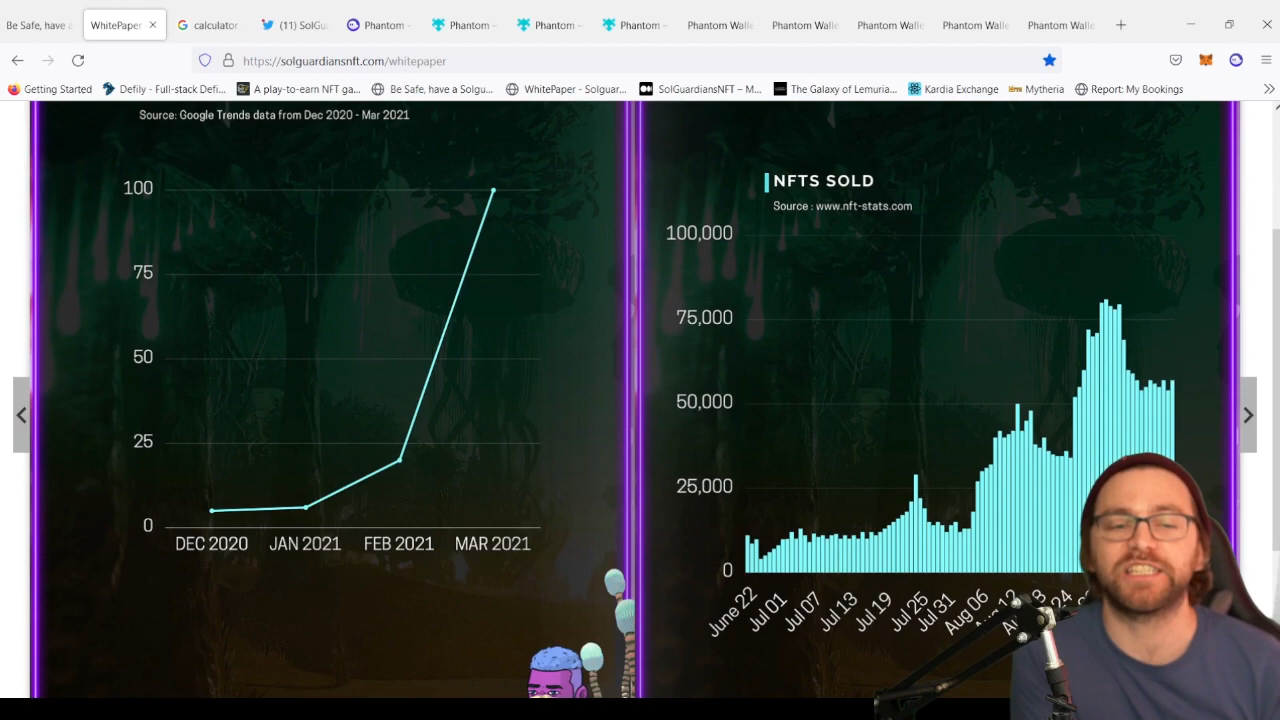 Be Safe, have a
WhitePaper
calculator
(11) SolGua
Phantom -
Phantom –
Phantom –
Phantom –
Phantom Walle
Phantom Walle
Phantom Walle
Phantom Walle
Phantom Walle
https://solguardiansnft.com/whitepaper
Getting Started
Defily - Full-stack Defi...
A play-to-earn NFT ga...
Be Safe, have a Solgu...
WhitePaper - Solguar...
SolGuardiansNFT – M...
The Galaxy of Lemuria...
Kardia Exchange
Mytheria
Report: My Bookings
Source: Google Trends data from Dec 2020 - Mar 2021
100
75
50
25
0
DEC 2020 JAN 2021 FEB 2021 MAR 2021
NFTS SOLD
Source : www.nft-stats.com
100,000
75,000
50,000
25,000
0
June 22 Jul 01 Jul 07 Jul 13 Jul 19 Jul 25 Jul 31 Aug 06